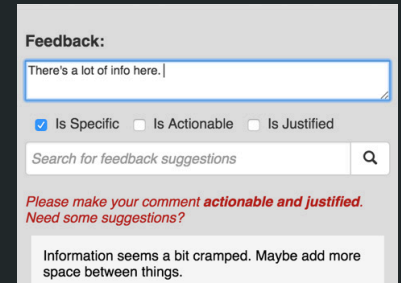 Feedback:
There's a lot of info here.
Is Specific Is Actionable Is Justified
Search for feedback suggestions
Please make your comment actionable and justified.
Need some suggestions?
Information seems a bit cramped. Maybe add more
space between things.